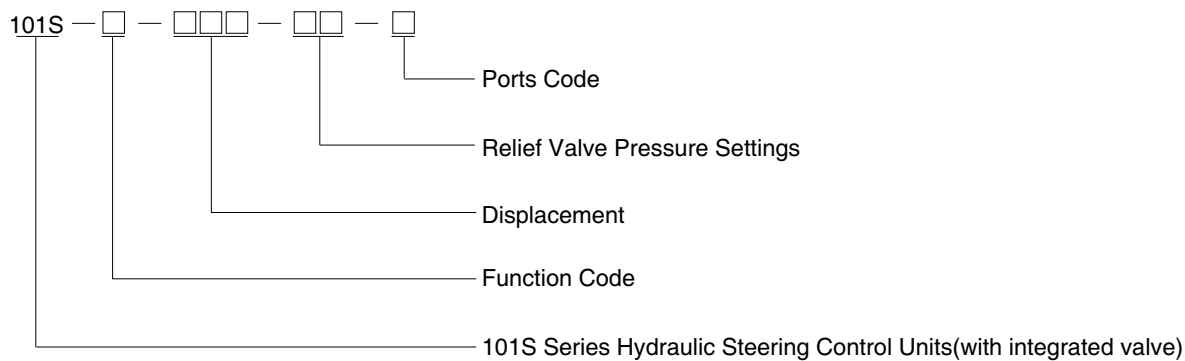 101S — □ — □□□ — □□ — □
Ports Code
Relief Valve Pressure Settings
Displacement
Function Code
101S Series Hydraulic Steering Control Units(with integrated valve)